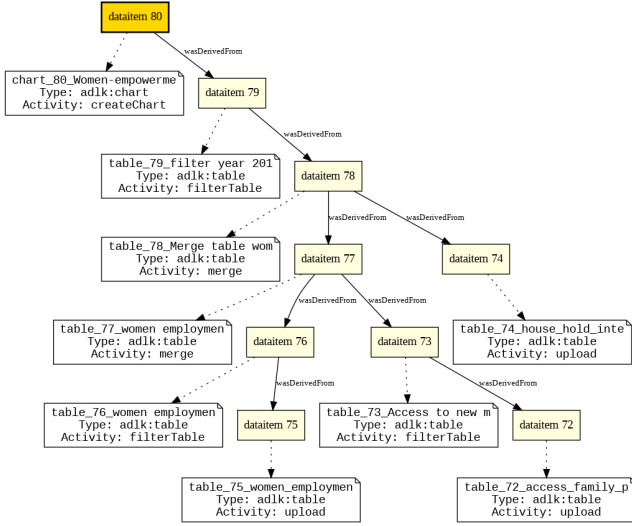 dataitem 80
wasDerivedFrom
chart_80_Women-empowerme
Type: adlk:chart
Activity: createChart
dataitem 79
wasDerivedFrom
table_79_filter year 201
Type: adlk:table
Activity: filterTable
dataitem 78
wasDerivedFrom
wasDerivedFrom
table_78_Merge table wom
Type: adlk:table
Activity: merge
dataitem 77
dataitem 74
wasDerivedFrom
wasDerivedFrom
table_77_women employmen
Type: adlk:table
Activity: merge
dataitem 76
dataitem 73
table_74_house_hold_inte
Type: adlk:table
Activity: upload
wasDerivedFrom
wasDerivedFrom
table_76_women employmen
Type: adlk:table
Activity: filterTable
dataitem 75
table_73_Access to new m
Type: adlk:table
Activity: filterTable
dataitem 72
table_75_women_employmen
Type: adlk:table
Activity: upload
table_72_access_family_p
Type: adlk:table
Activity: upload